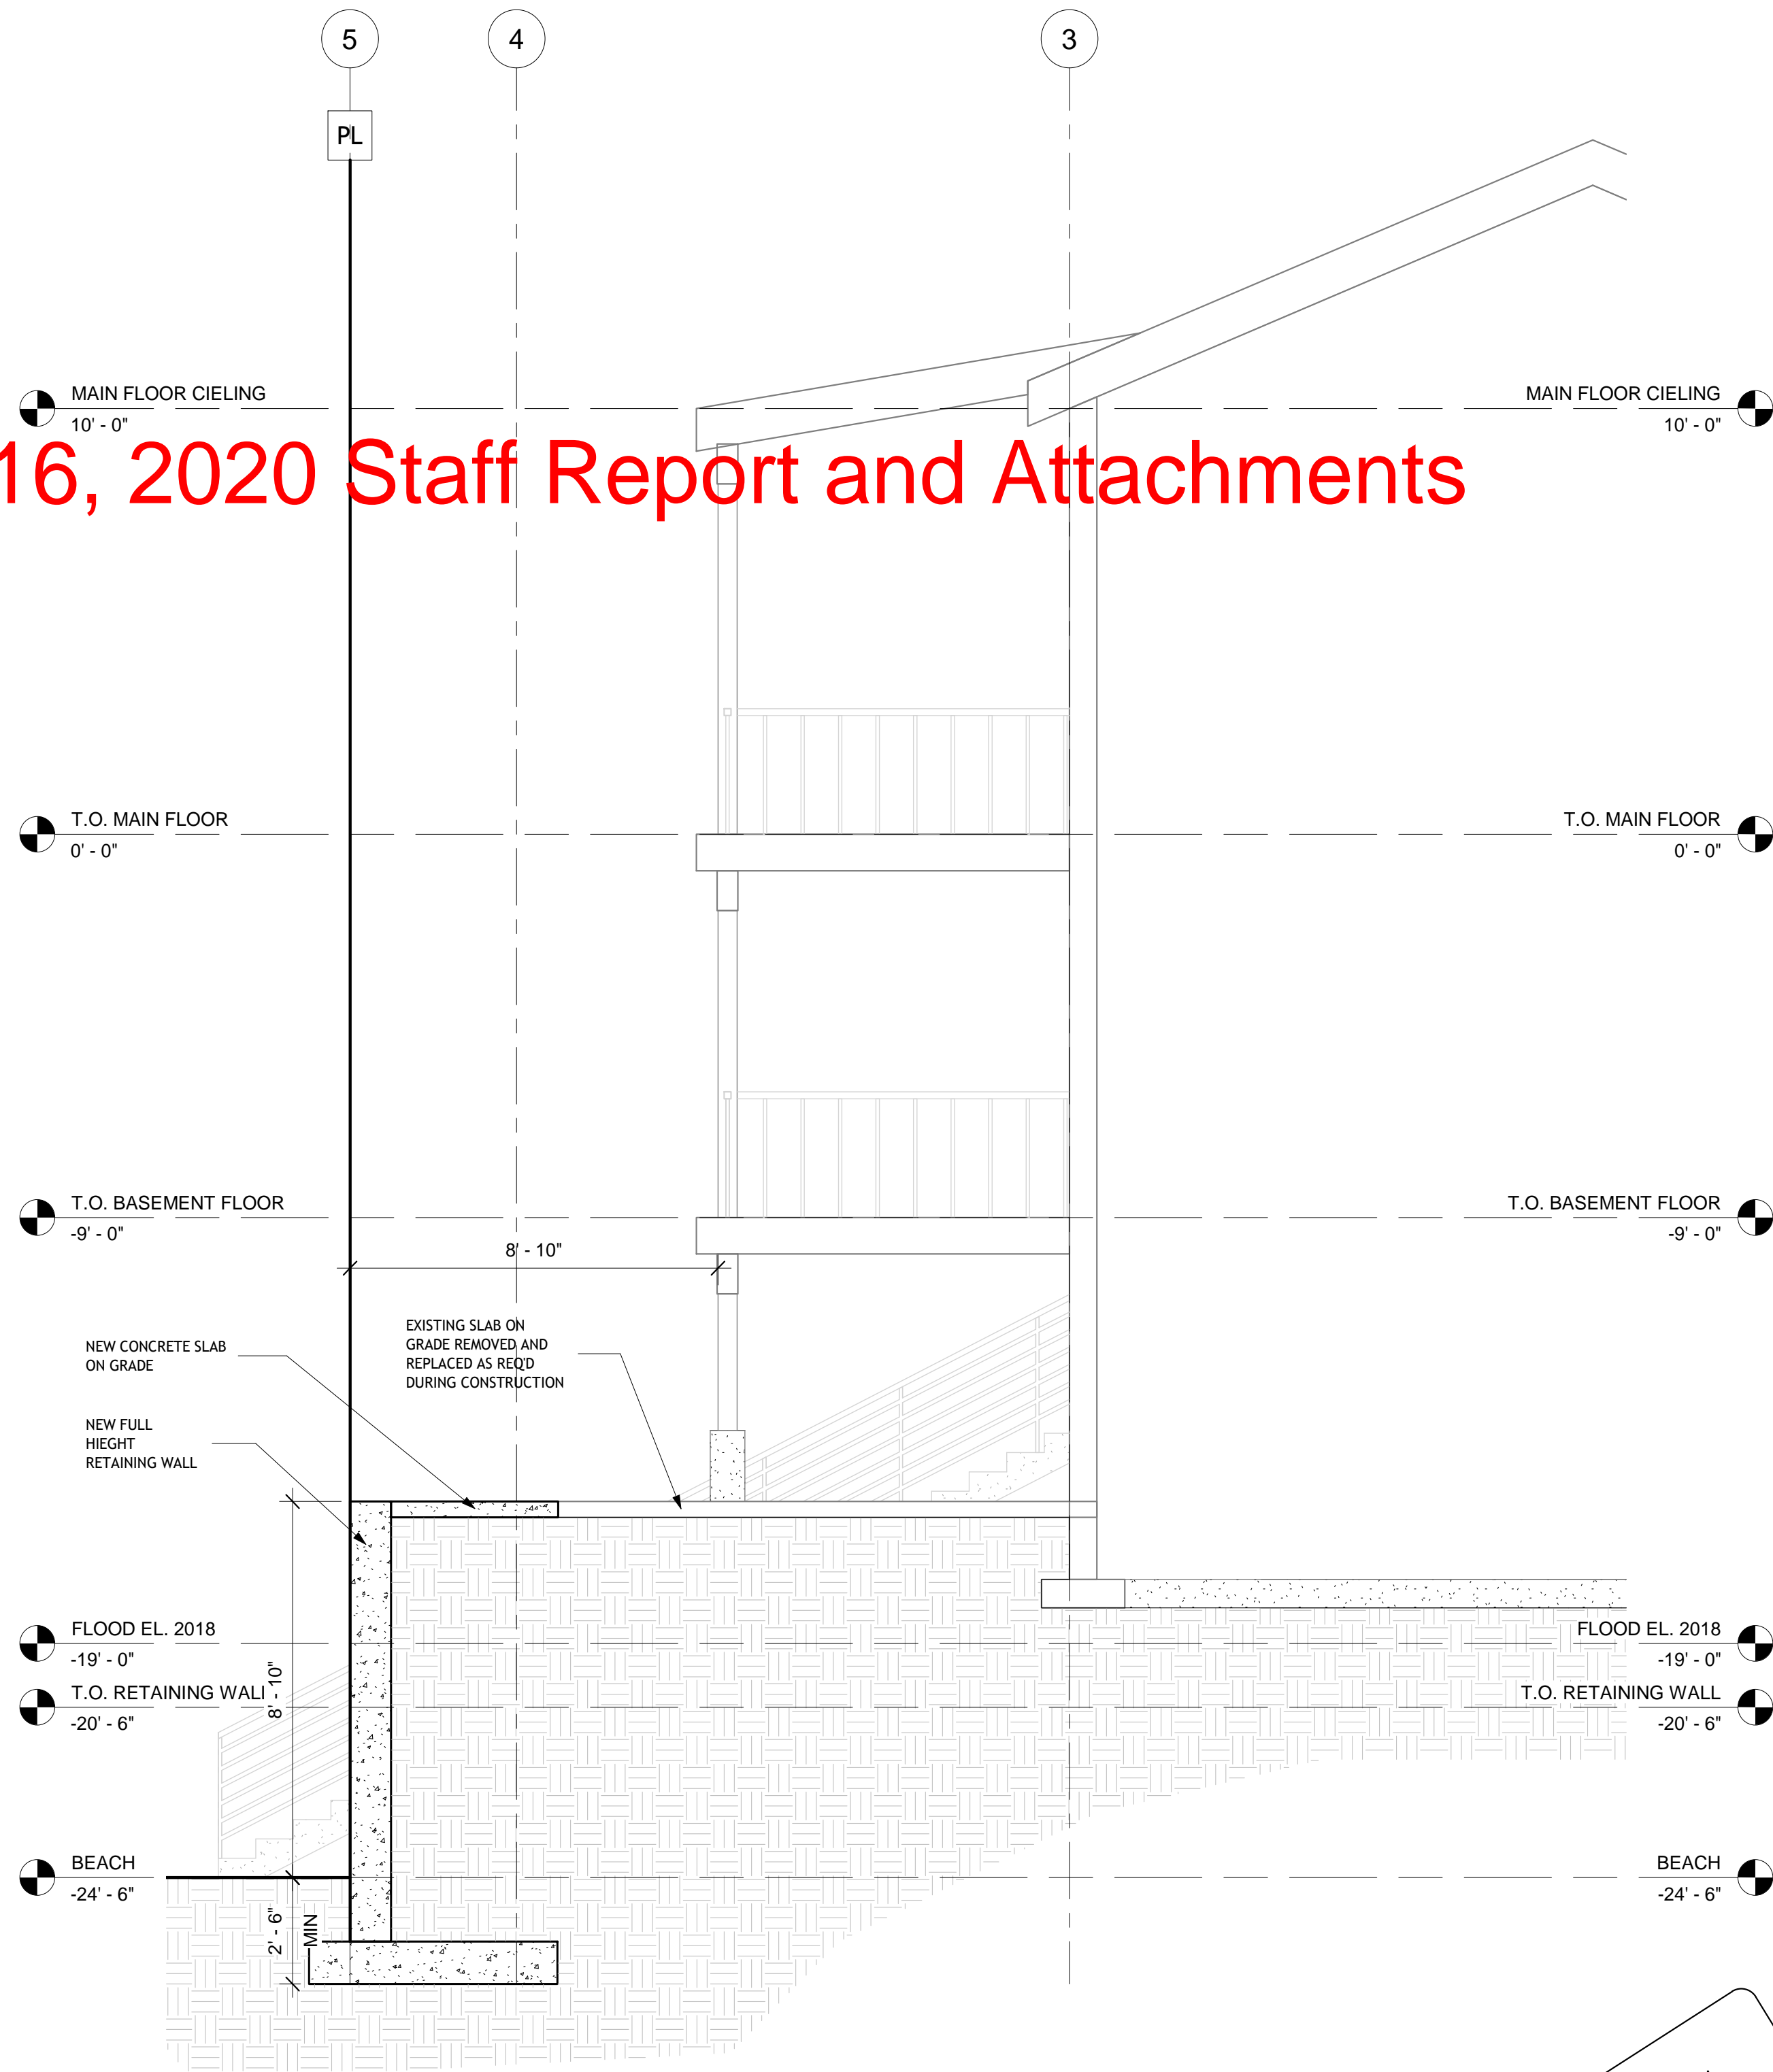 5
4
3
PL
MAIN FLOOR CIELING
10' - 0"
MAIN FLOOR CIELING
10' - 0"
16, 2020 Staff Report and Attachments
T.O. MAIN FLOOR
0' - 0"
T.O. MAIN FLOOR
0' - 0"
T.O. BASEMENT FLOOR
-9' - 0"
T.O. BASEMENT FLOOR
-9' - 0"
8' - 10"
NEW CONCRETE SLAB
ON GRADE
EXISTING SLAB ON
GRADE REMOVED AND
REPLACED AS REQ'D
DURING CONSTRUCTION
NEW FULL
HIEGHT
RETAINING WALL
FLOOD EL. 2018
-19' - 0"
FLOOD EL. 2018
-19' - 0"
8' - 10"
T.O. RETAINING WALL
-20' - 6"
T.O. RETAINING WALL
-20' - 6"
BEACH
-24' - 6"
BEACH
-24' - 6"
2' - 6"
MIN